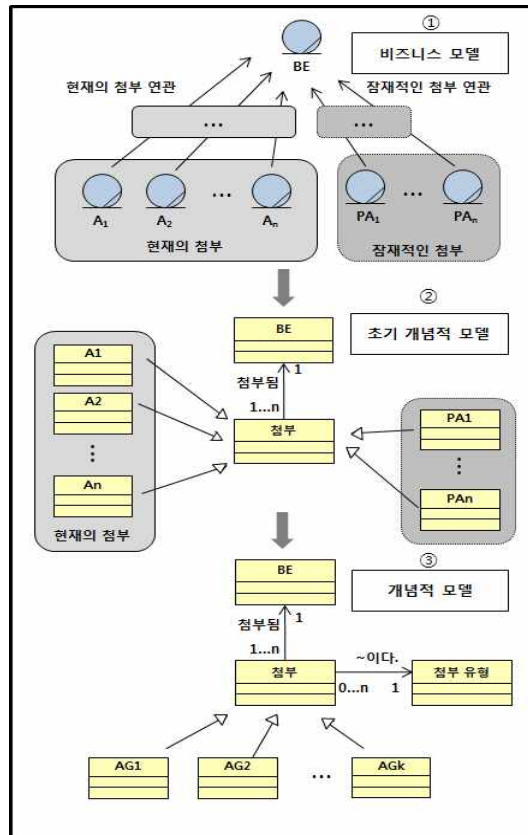 ①
비즈니스 모델
BE
현재의 첨부 연관
잠재적인 첨부 연관
...
...
A1
A2
...
An
PA1
...
PAn
현재의 첨부
잠재적인 첨부
②
초기 개념적 모델
BE
A1
1
첨부됨
A2
1...n
첨부
PA1
⋮
⋮
An
PAn
현재의 첨부
③
개념적 모델
BE
1
첨부됨
1...n
~이다.
첨부
첨부 유형
0...n
1
AG1
AG2
...
AGk